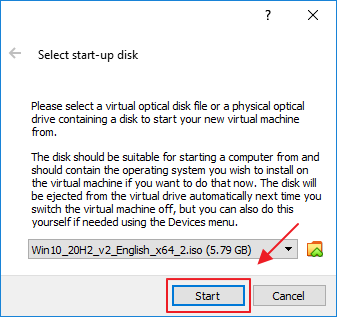 Select start-up disk
Please select a virtual optical disk file or a physical optical
drive containing a disk to start your new virtual machine
from.
The disk should be suitable for starting a computer from and
should contain the operating system you wish to install on
the virtual machine if you want to do that now. The disk will
be ejected from the virtual drive automatically next time you
switch the virtual machine off, but you can also do this
yourself if needed using the Devices menu.
Win10_20H2_v2_English_x64_2.iso (5.79 GB)
Start
Cancel